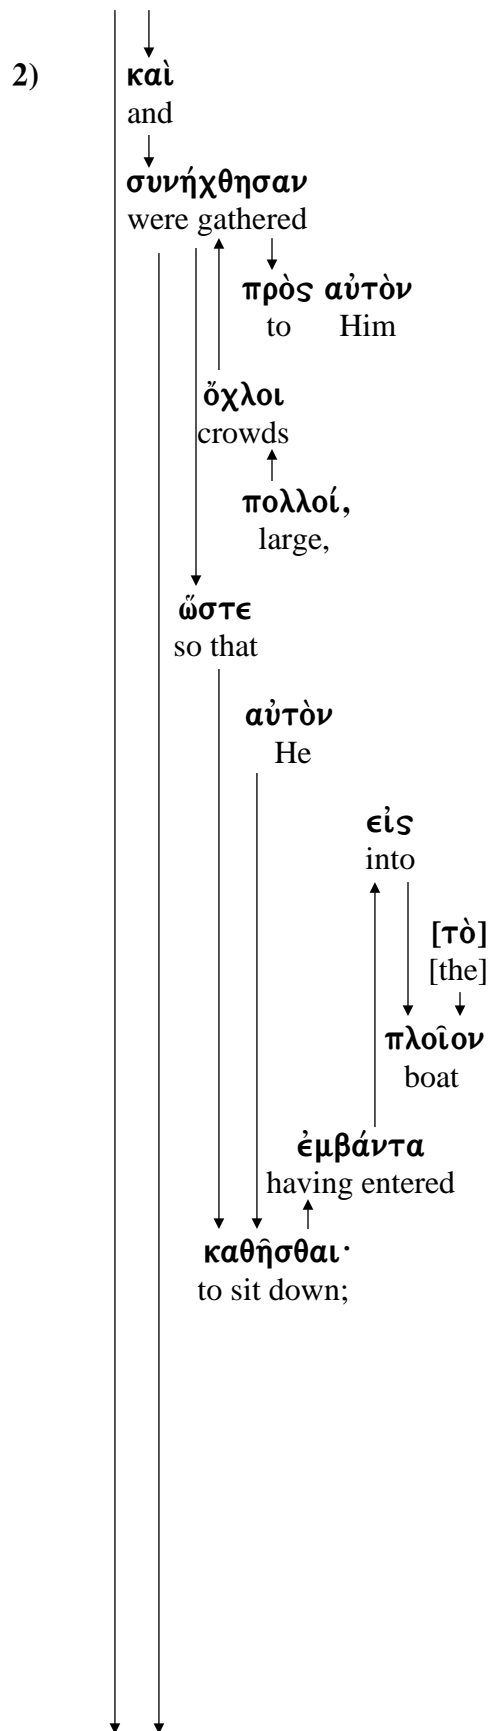 2) καὶ
and
συνήχθησαν
were gathered
πρὸς αὐτὸν
to Him
ὄχλοι
crowds
πολλοί,
large,
ὥστε
so that
αὐτὸν
He
εἰς
into
[τὸ]
[the]
πλοῖον
boat
ἐμβάντα
having entered
καθῆσθαι·
to sit down;